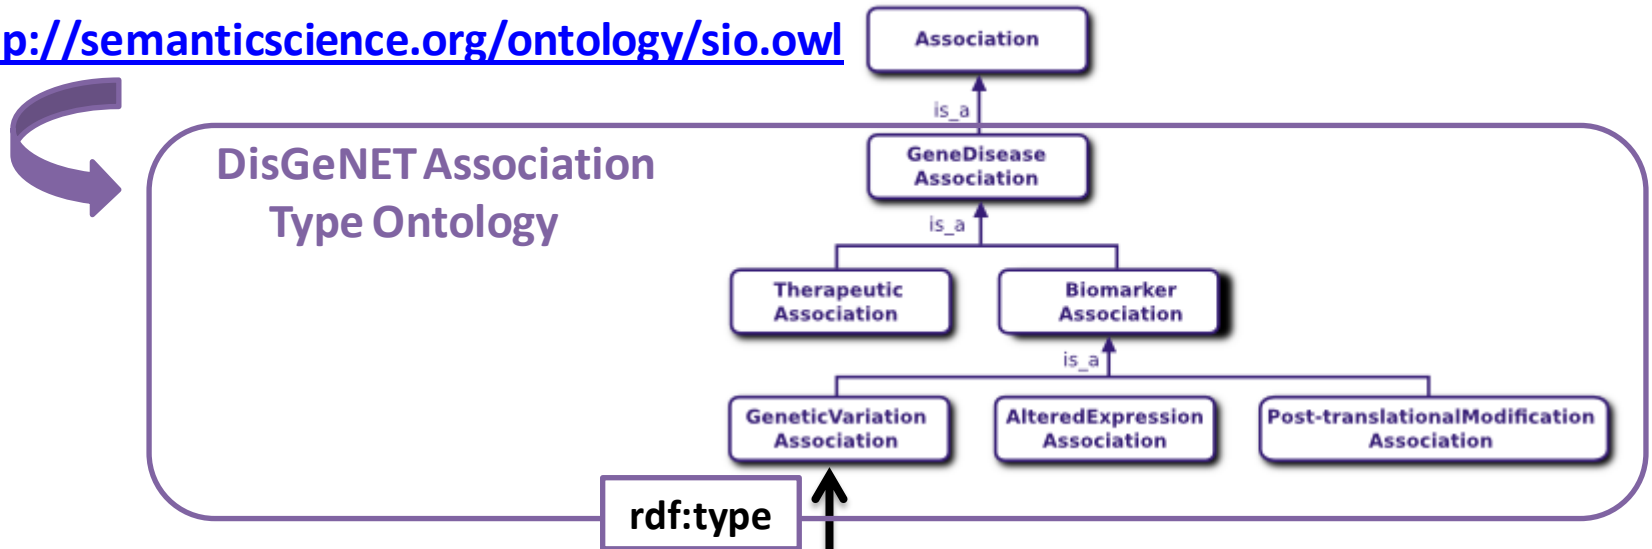 p://semanticscience.org/ontology/sio.owl
Association
is_a
DisGeNET Association
Type Ontology
GeneDisease
Association
is_a
Therapeutic
Association
Biomarker
Association
is_a
GeneticVariation
Association
AlteredExpression
Association
Post-translationalModification
Association
rdf:type